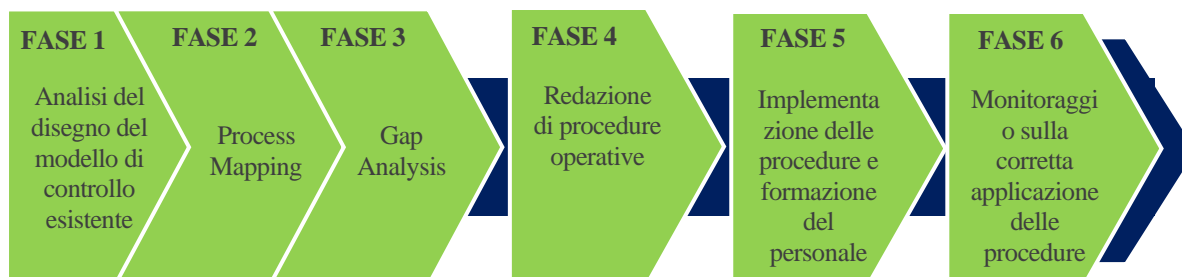 FASE 1
Analisi del
disegno del
modello di
controllo
esistente
FASE 2
Process
Mapping
FASE 3
Gap
Analysis
FASE 4
Redazione
di procedure
operative
FASE 5
Implementa
zione delle
procedure e
formazione
del
personale
FASE 6
Monitoraggi
o sulla
corretta
applicazione
delle
procedure